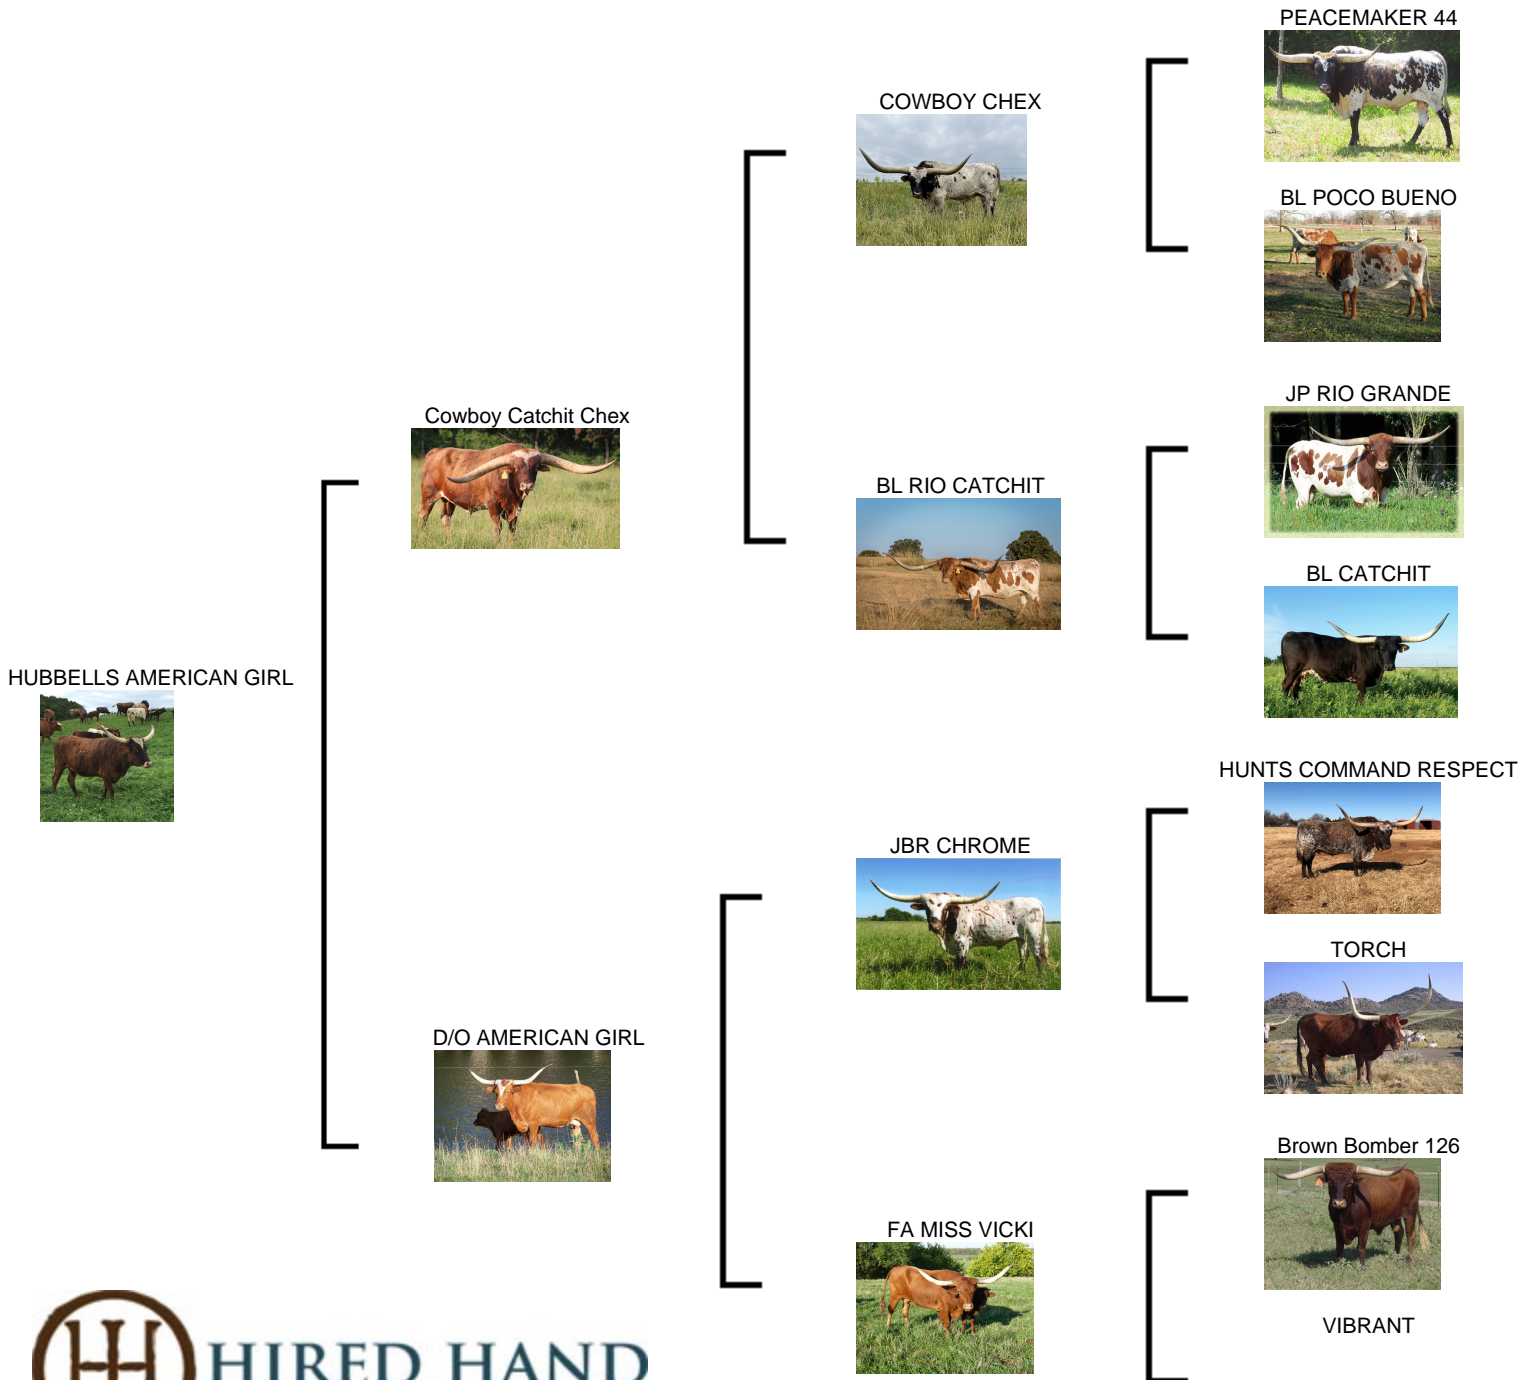 PEACEMAKER 44
COWBOY CHEX
BL POCO BUENO
JP RIO GRANDE
Cowboy Catchit Chex
BL RIO CATCHIT
BL CATCHIT
HUBBELLS AMERICAN GIRL
HUNTS COMMAND RESPECT
JBR CHROME
TORCH
D/O AMERICAN GIRL
Brown Bomber 126
FA MISS VICKI
VIBRANT
HIRED HAND